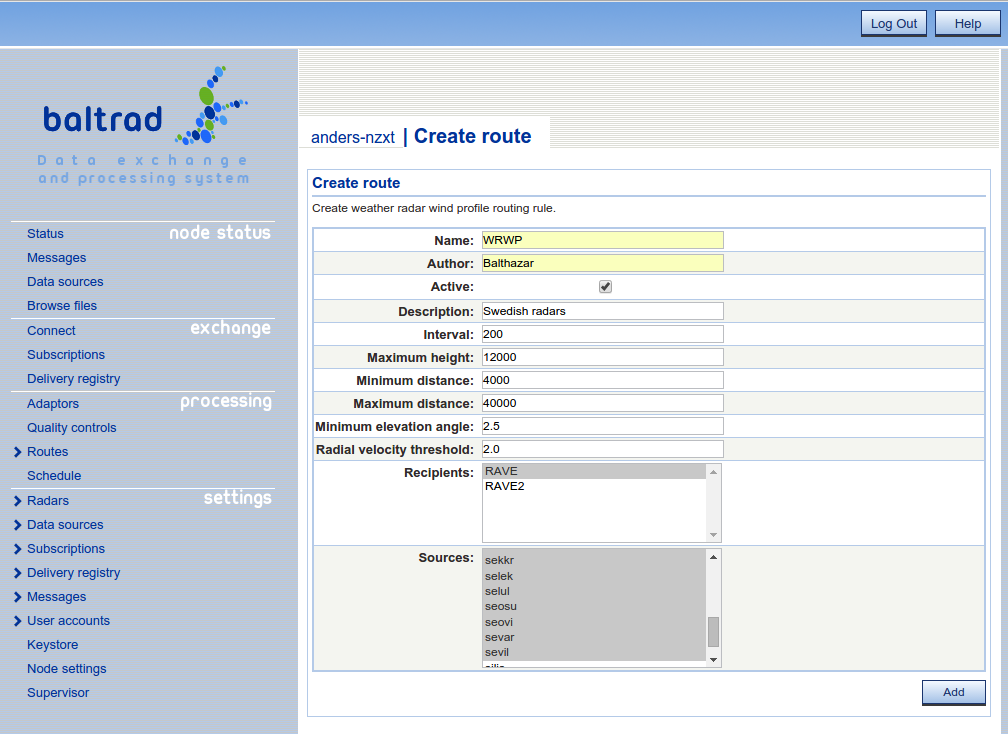 Log Out Help
baltrad
Data exchange
and processing system
anders-nzxt | Create route
node status
Status
Messages
Data sources
Browse files
exchange
Connect
Subscriptions
Delivery registry
processing
Adaptors
Quality controls
Routes
Schedule
settings
Radars
Data sources
Subscriptions
Delivery registry
Messages
User accounts
Keystore
Node settings
Supervisor
Create route
Create weather radar wind profile routing rule.
Name: WRWP
Author: Balthazar
Active:
Description: Swedish radars
Interval: 200
Maximum height: 12000
Minimum distance: 4000
Maximum distance: 40000
Minimum elevation angle: 2.5
Radial velocity threshold: 2.0
Recipients: RAVE
RAVE2
Sources: sekkr
selek
selul
seosu
seovi
sevar
sevil
Add